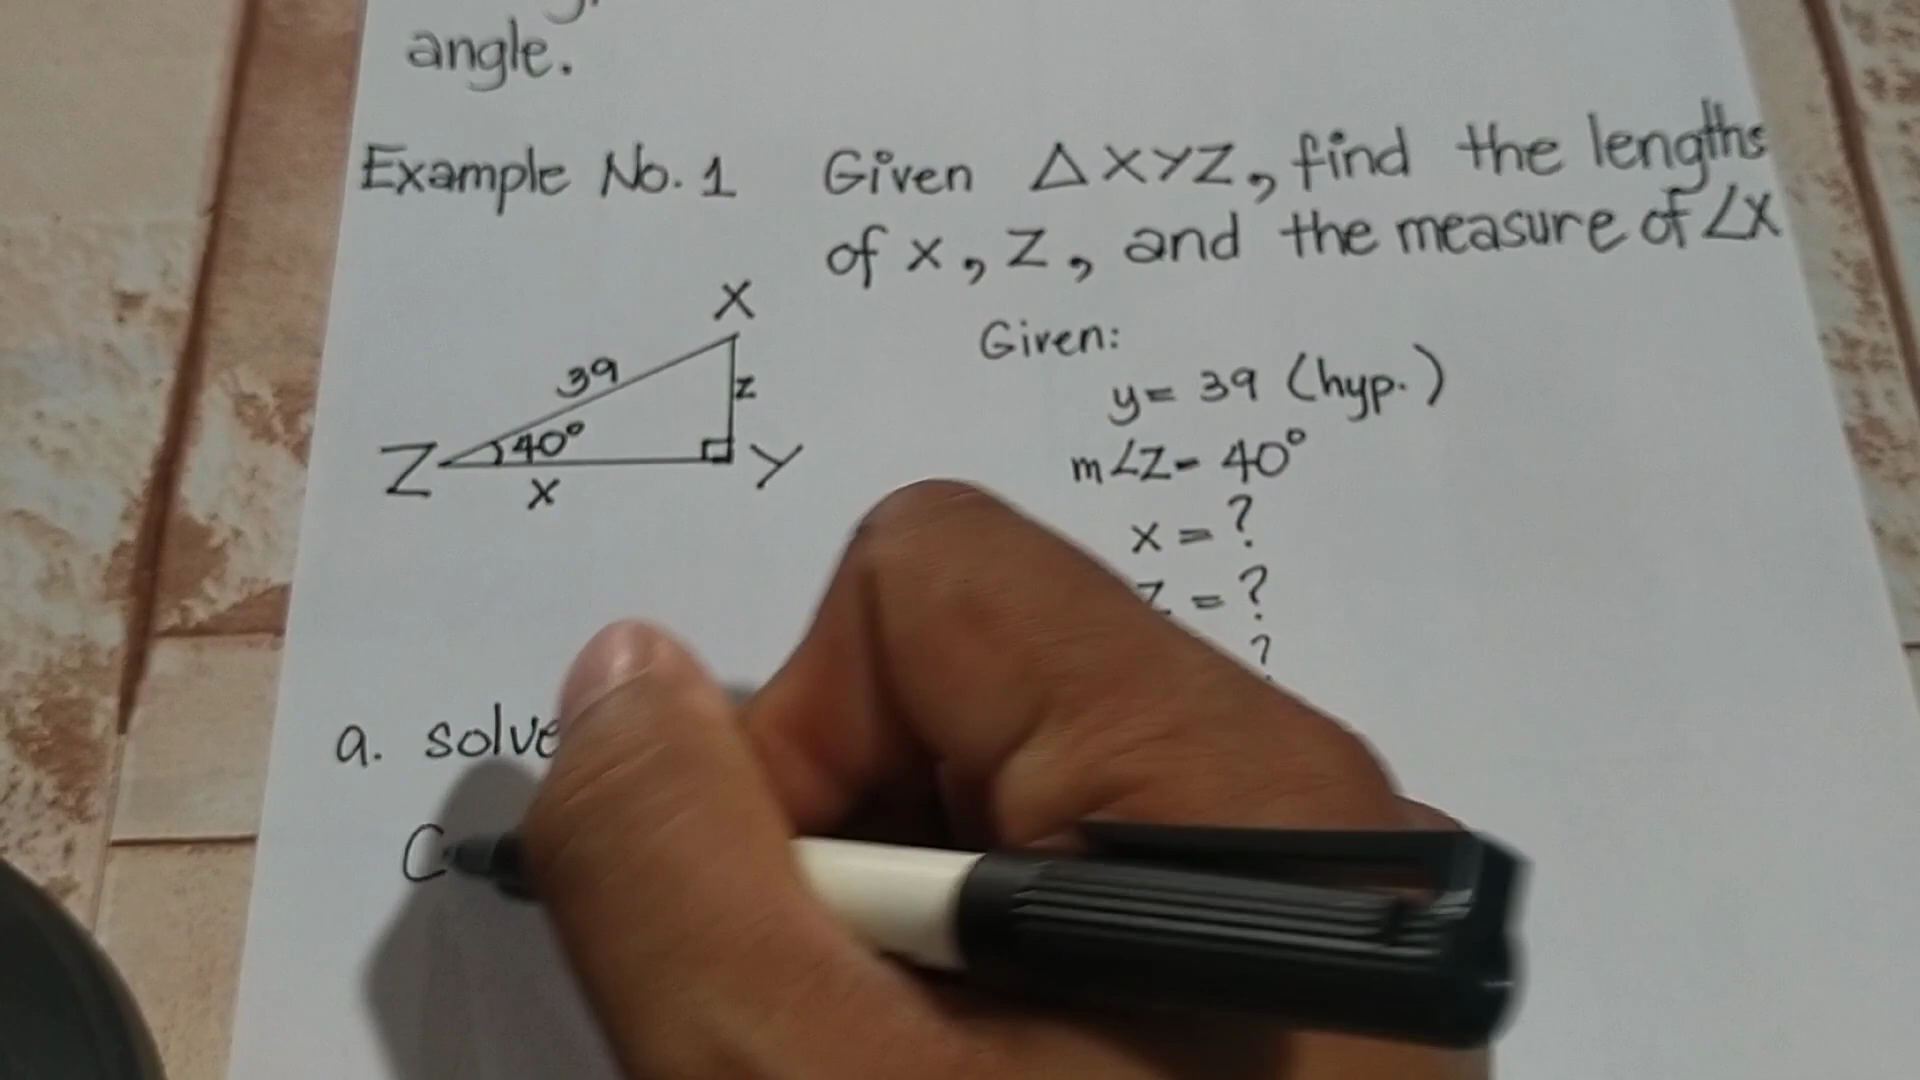 angle.
Example No. 1 Given △XYZ, find the lengths
of x, z, and the measure of ∠X
X
39
z
40°
Z
Y
x
Given:
y = 39 (hyp.)
m∠Z = 40°
x = ?
z = ?
?
a. solve
C